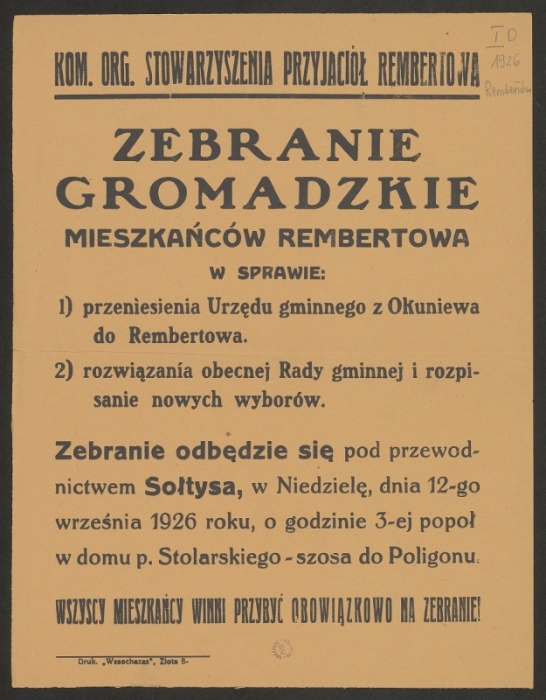 KOM. ORG. STOWARZYSZENIA PRZYJACIÓŁ REMBERTOWA
I D
1926
Rembertów
ZEBRANIE
GROMADZKIE
MIESZKAŃCÓW REMBERTOWA
W SPRAWIE:
1) przeniesienia Urzędu gminnego z Okuniewa
do Rembertowa.
2) rozwiązania obecnej Rady gminnej i rozpi-
sanie nowych wyborów.
Zebranie odbędzie się pod przewod-
nictwem Sołtysa, w Niedzielę, dnia 12-go
września 1926 roku, o godzinie 3-ej popoł
w domu p. Stolarskiego - szosa do Poligonu.
WSZYSCY MIESZKAŃCY WINNI PRZYBYĆ OBOWIĄZKOWO NA ZEBRANIE!
Druk. „Wszechczas", Złota 8-